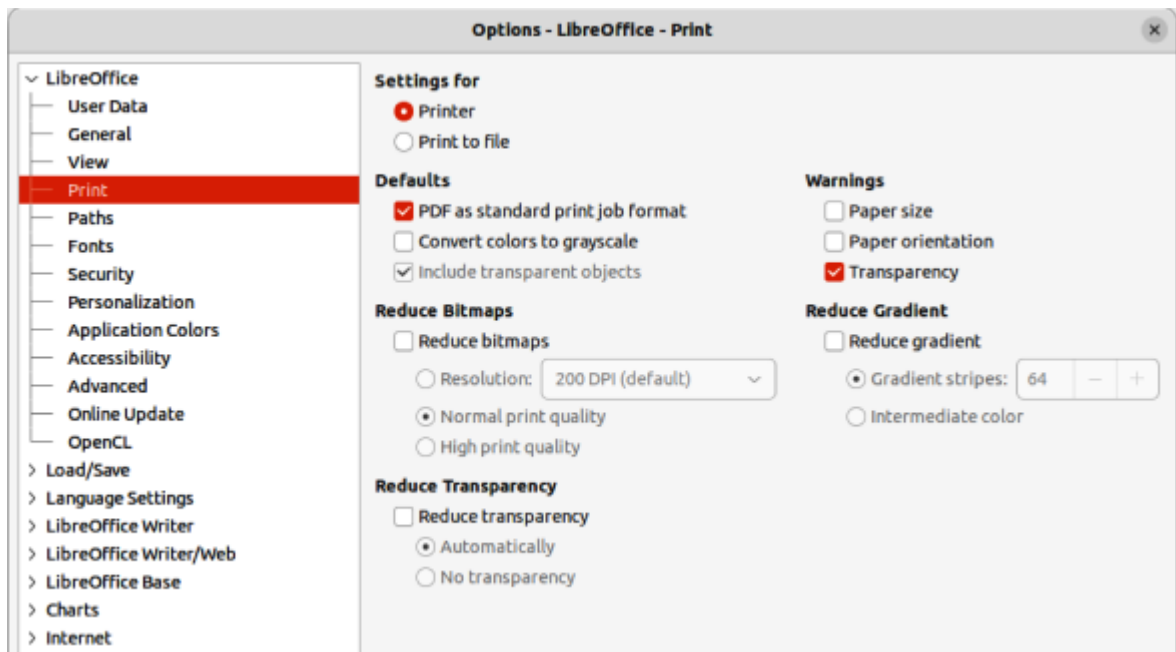 Options - LibreOffice - Print
LibreOffice
User Data
General
View
Print
Paths
Fonts
Security
Personalization
Application Colors
Accessibility
Advanced
Online Update
OpenCL
Load/Save
Language Settings
LibreOffice Writer
LibreOffice Writer/Web
LibreOffice Base
Charts
Internet
Settings for
Printer
Print to file
Defaults
PDF as standard print job format
Convert colors to grayscale
Include transparent objects
Warnings
Paper size
Paper orientation
Transparency
Reduce Bitmaps
Reduce bitmaps
Resolution: 200 DPI (default)
Normal print quality
High print quality
Reduce Gradient
Reduce gradient
Gradient stripes: 64
Intermediate color
Reduce Transparency
Reduce transparency
Automatically
No transparency